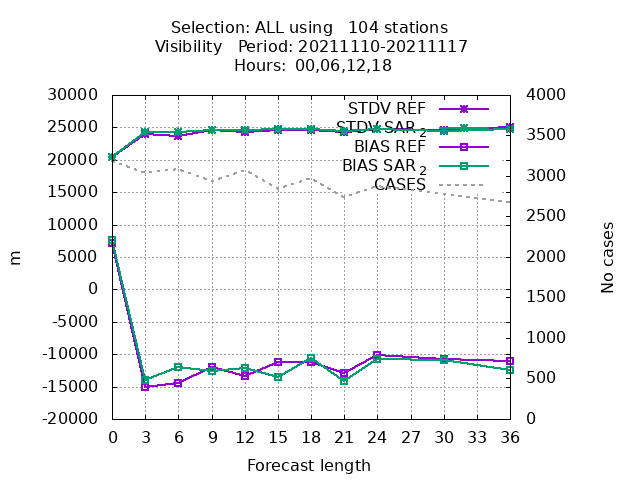 Selection: ALL using   104 stations
Visibility   Period: 20211110-20211117
Hours:  00,06,12,18
30000
25000
20000
15000
10000
5000
0
-5000
-10000
-15000
-20000
m
4000
3500
3000
2500
2000
1500
1000
500
0
No cases
STDV REF
STDV SAR 2
BIAS REF
BIAS SAR 2
CASES
0 3 6 9 12 15 18 21 24 27 30 33 36
Forecast length